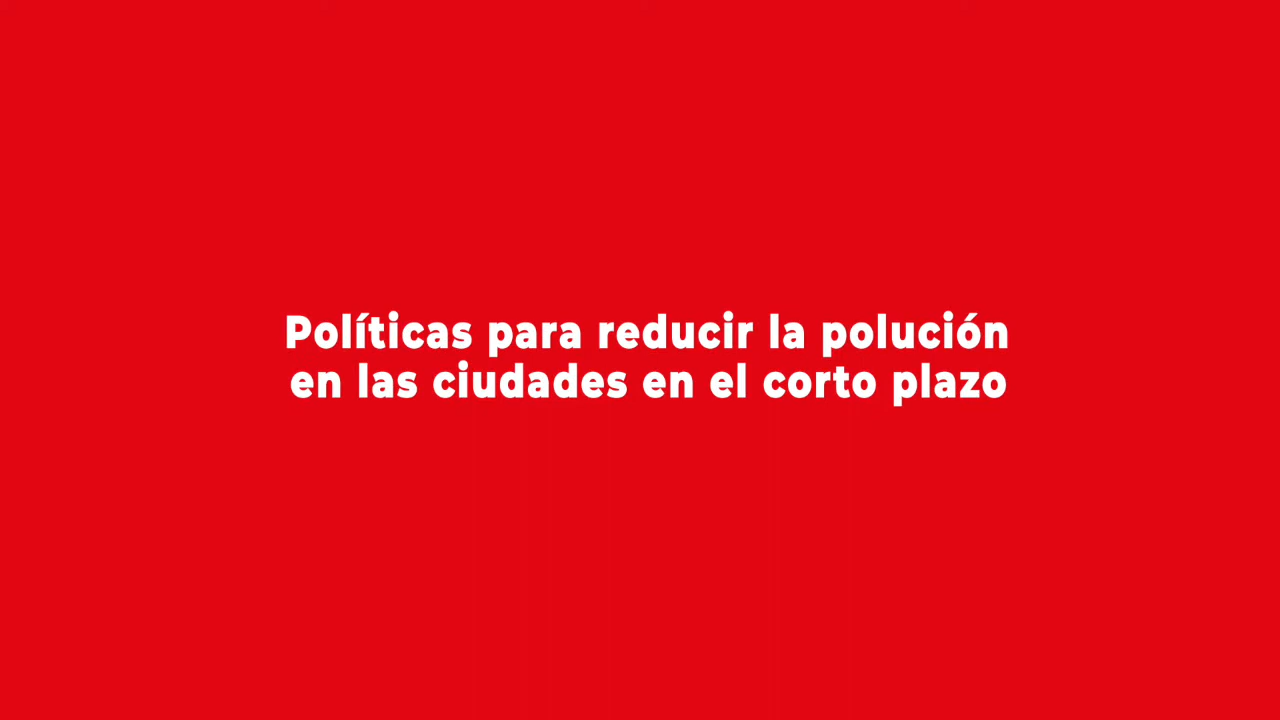 Políticas para reducir la polución
en las ciudades en el corto plazo